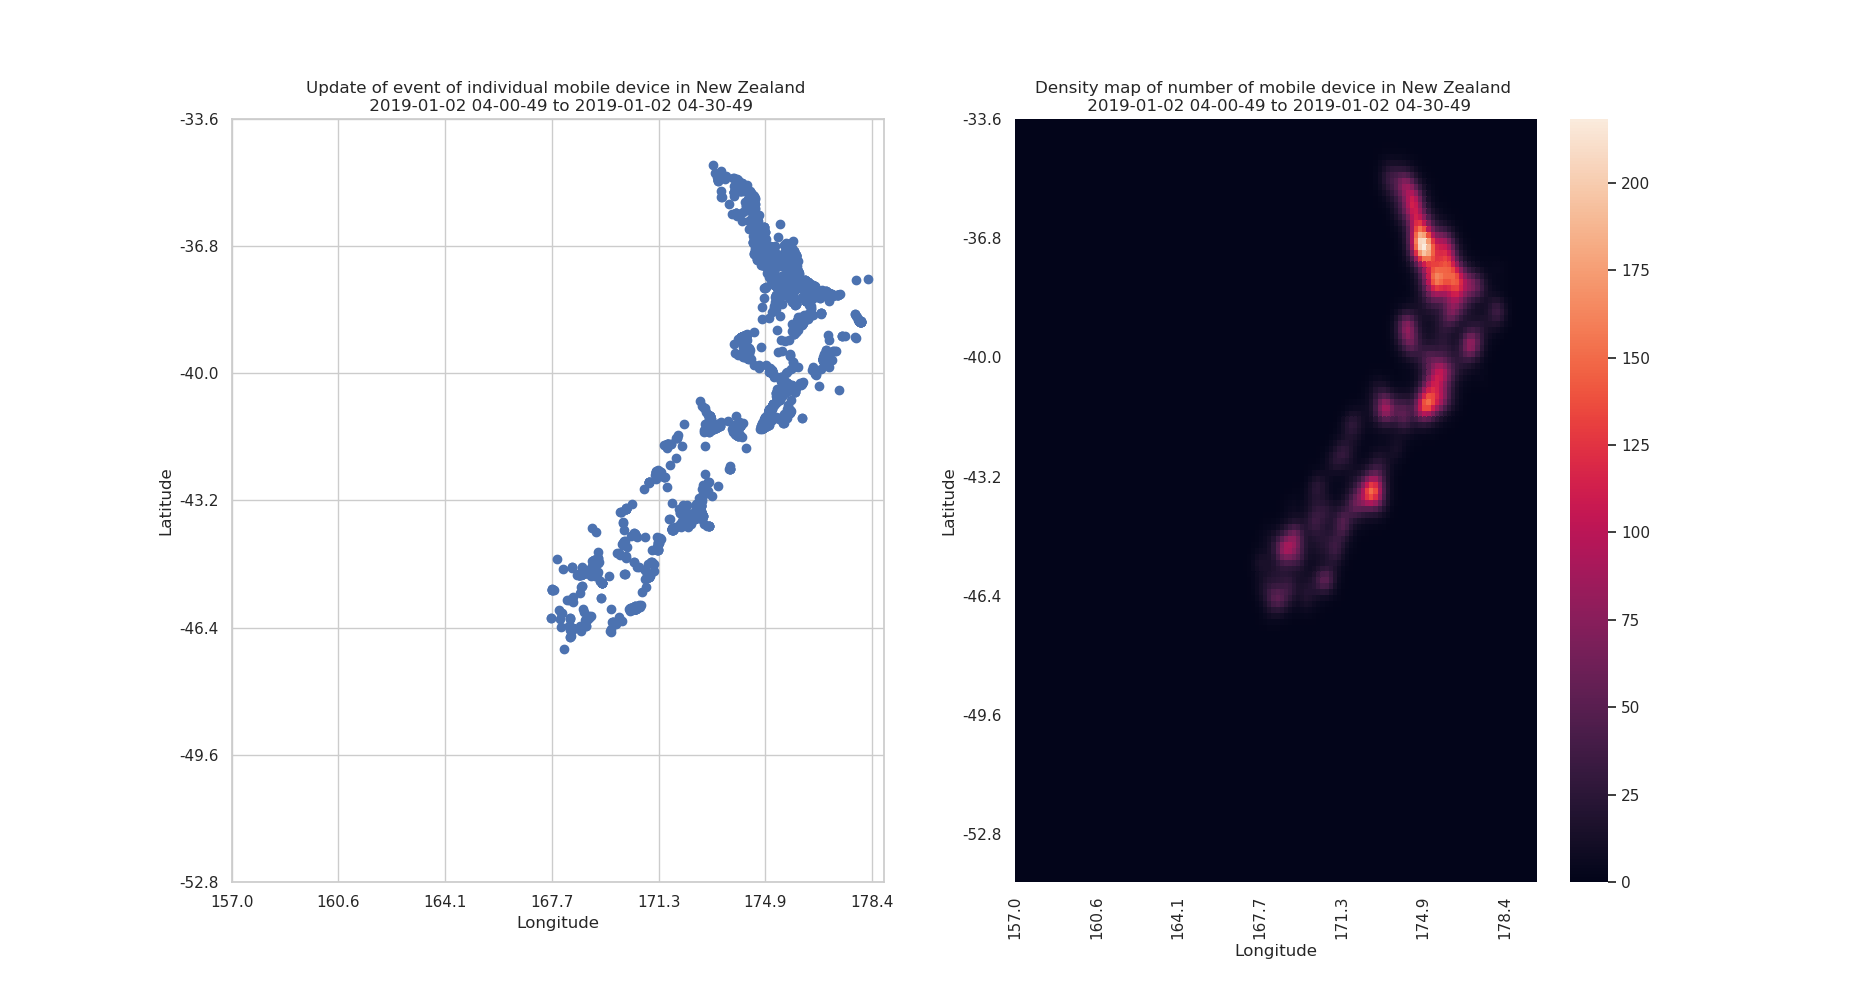 Update of event of individual mobile device in New Zealand
2019-01-02 04-00-49 to 2019-01-02 04-30-49
-33.6
-36.8
-40.0
-43.2
-46.4
-49.6
-52.8
Latitude
157.0 160.6 164.1 167.7 171.3 174.9 178.4
Longitude
Density map of number of mobile device in New Zealand
2019-01-02 04-00-49 to 2019-01-02 04-30-49
-33.6
-36.8
-40.0
-43.2
-46.4
-49.6
-52.8
Latitude
157.0 160.6 164.1 167.7 171.3 174.9 178.4
Longitude
200
175
150
125
100
75
50
25
0